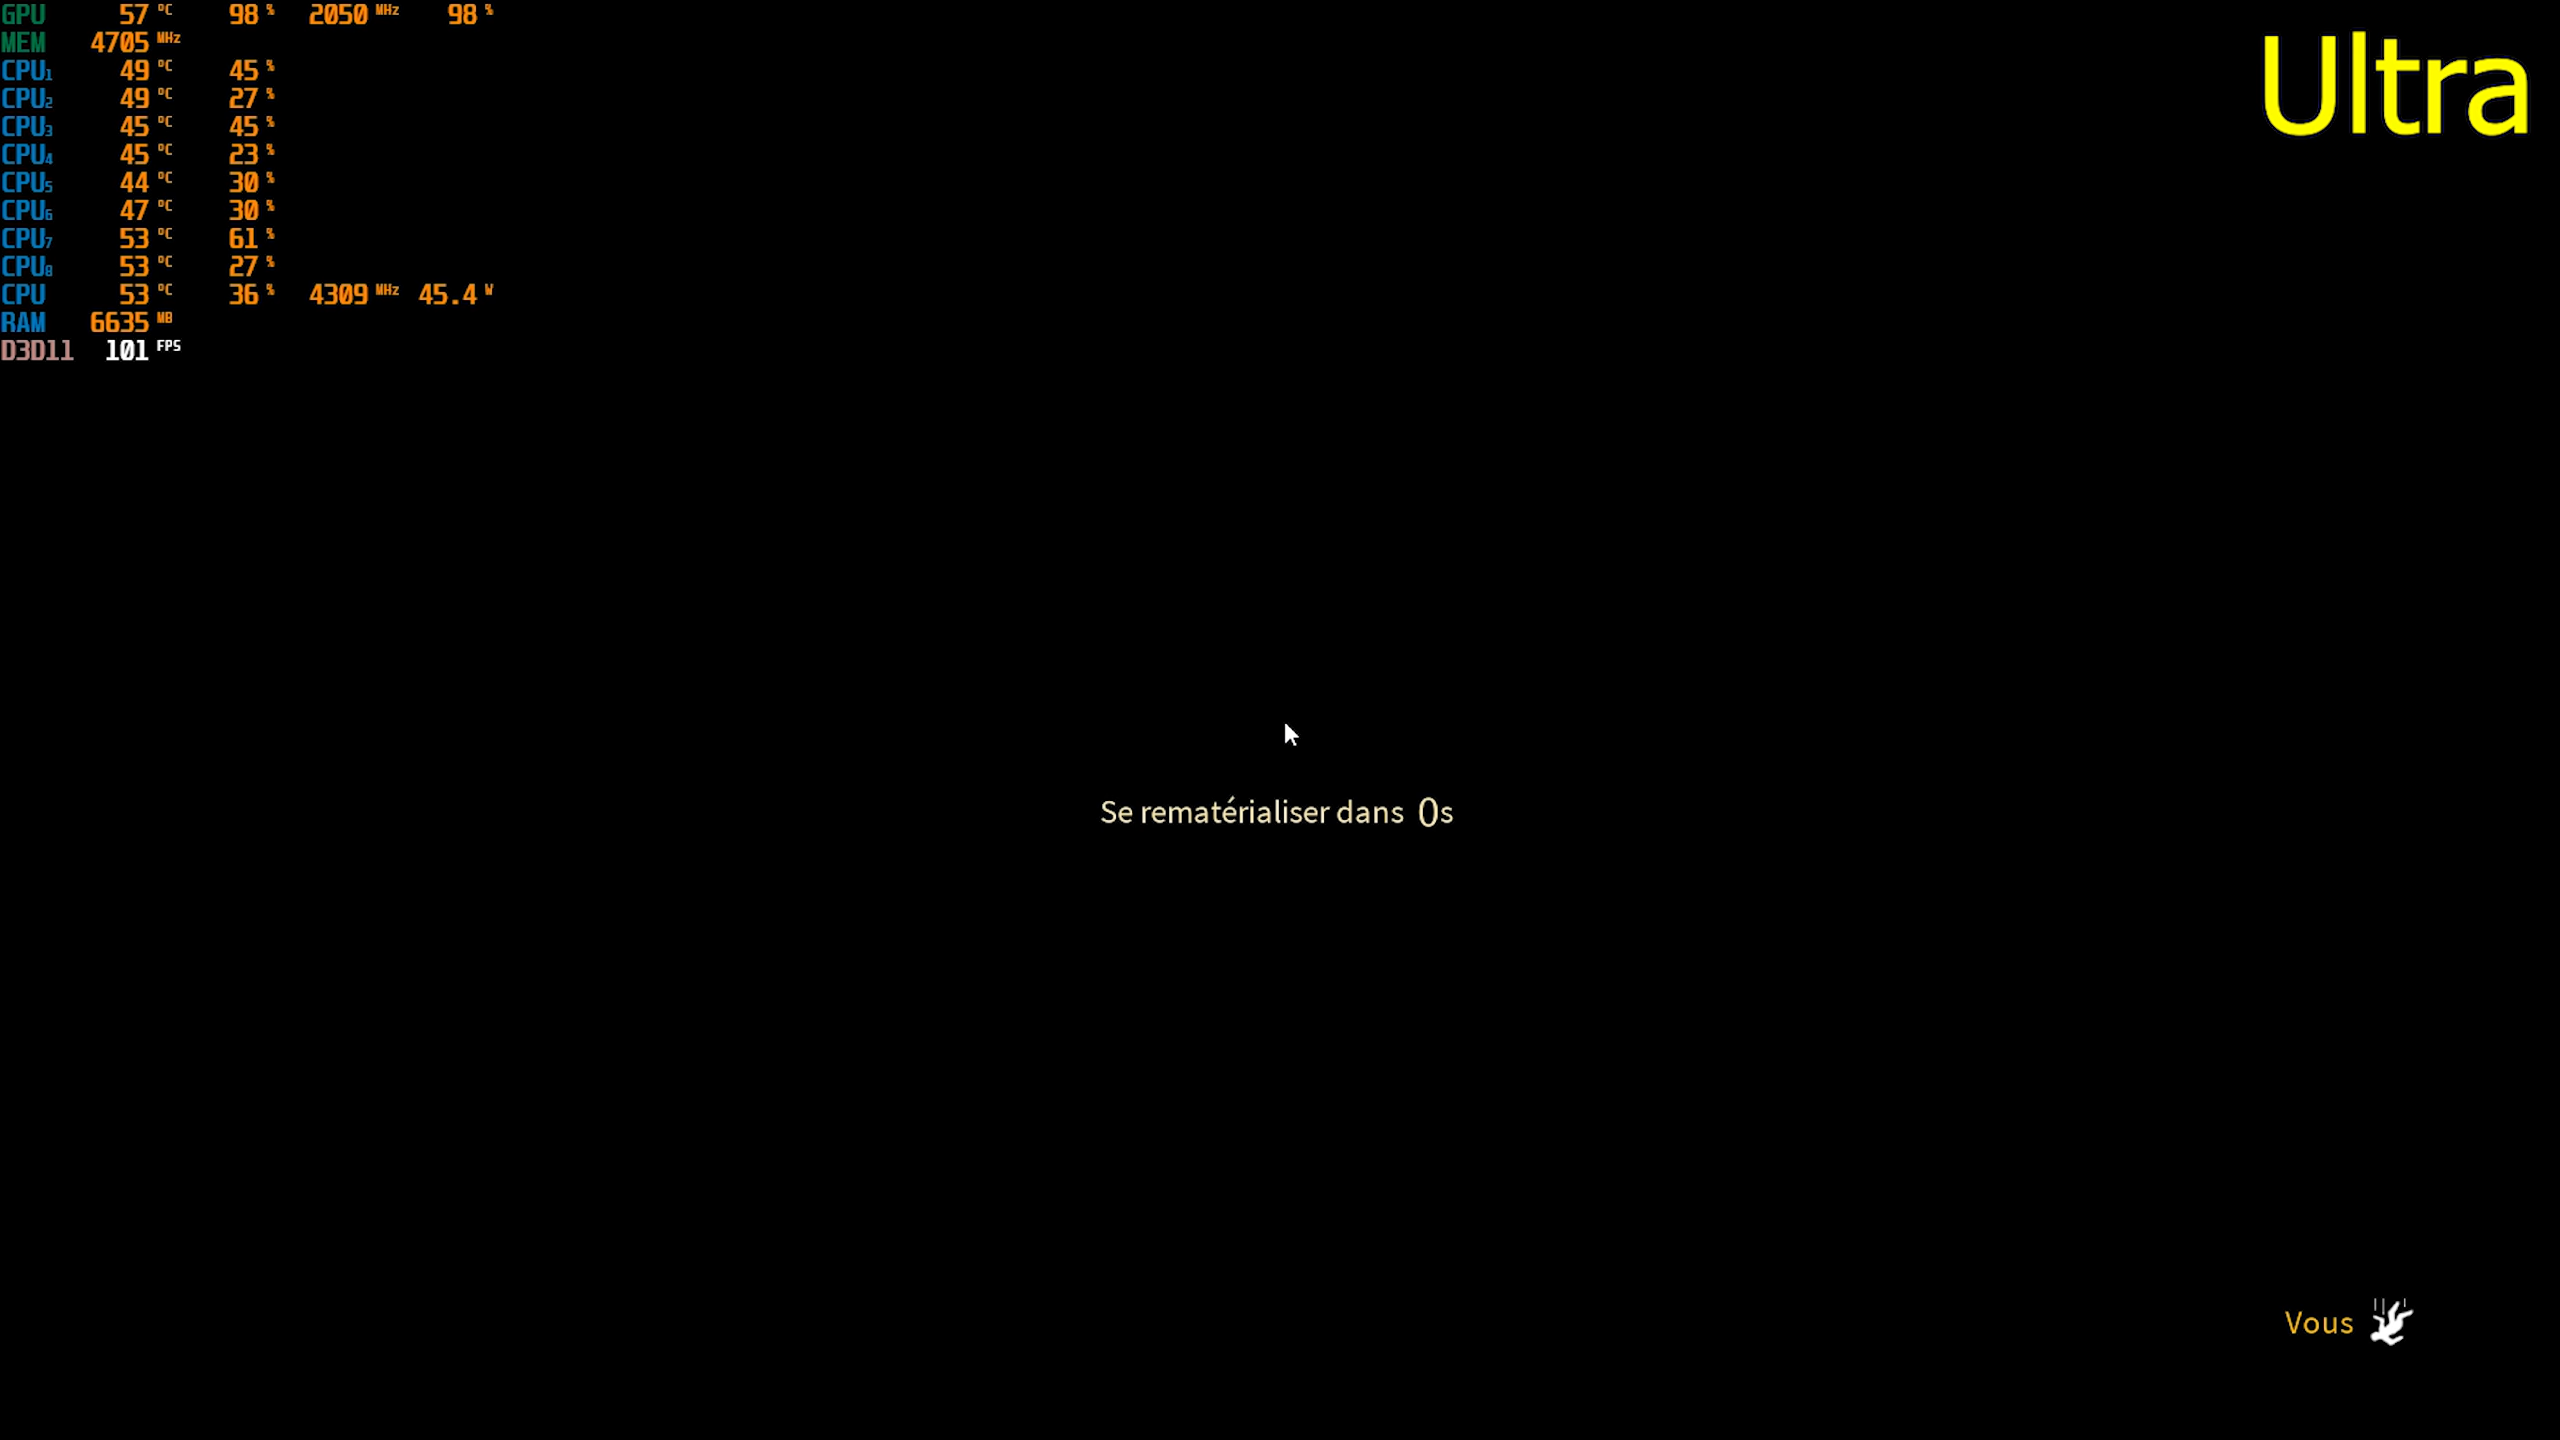 GPU 57 °C 98 % 2050 MHz 98 %
MEM 4705 MHz
CPU1 49 °C 45 %
CPU2 49 °C 27 %
CPU3 45 °C 45 %
CPU4 45 °C 23 %
CPU5 44 °C 30 %
CPU6 47 °C 30 %
CPU7 53 °C 61 %
CPU8 53 °C 27 %
CPU 53 °C 36 % 4309 MHz 45.4 W
RAM 6635 MB
D3D11 101 FPS
Ultra
Se rematérialiser dans 0s
Vous